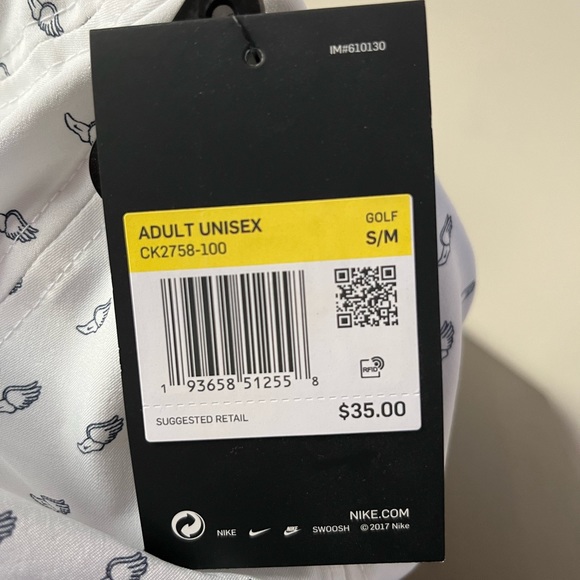 IM#610130
ADULT UNISEX GOLF
CK2758-100 S/M
1 93658 51255 8
RFID
SUGGESTED RETAIL $35.00
NIKE.COM
NIKE NIKE SWOOSH © 2017 Nike